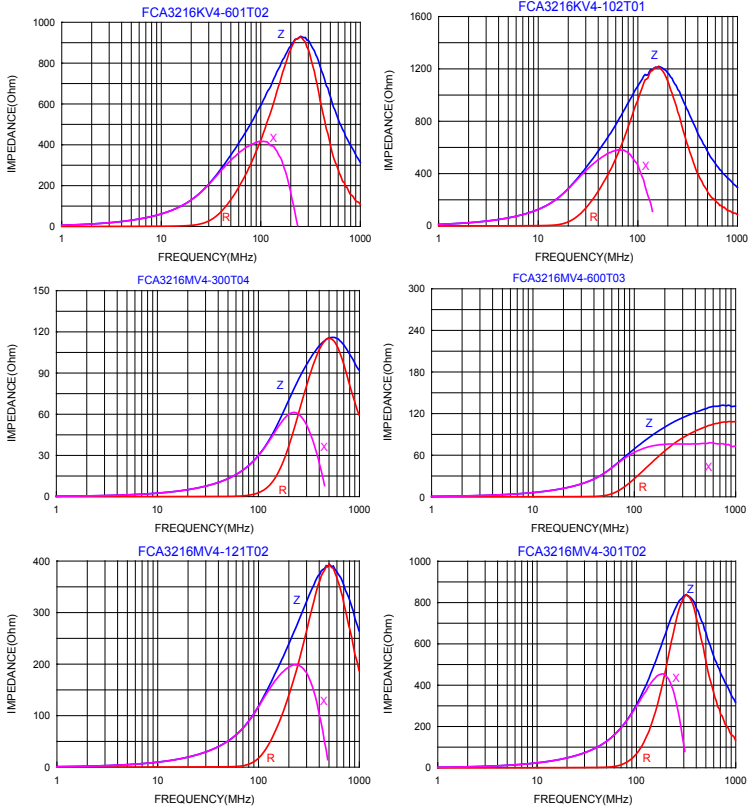 FCA3216KV4-601T02
1000
800
600
400
200
0
IMPEDANCE(Ohm)
Z
X
R
1
10
100
1000
FREQUENCY(MHz)
FCA3216KV4-102T01
1600
1200
800
400
0
IMPEDANCE(Ohm)
Z
X
R
1
10
100
1000
FREQUENCY(MHz)
FCA3216MV4-300T04
150
120
90
60
30
0
IMPEDANCE(Ohm)
Z
X
R
1
10
100
1000
FREQUENCY(MHz)
FCA3216MV4-600T03
300
240
180
120
60
0
IMPEDANCE(Ohm)
Z
X
R
1
10
100
1000
FREQUENCY(MHz)
FCA3216MV4-121T02
400
300
200
100
0
IMPEDANCE(Ohm)
Z
X
R
1
10
100
1000
FREQUENCY(MHz)
FCA3216MV4-301T02
1000
800
600
400
200
0
IMPEDANCE(Ohm)
Z
X
R
1
10
100
1000
FREQUENCY(MHz)